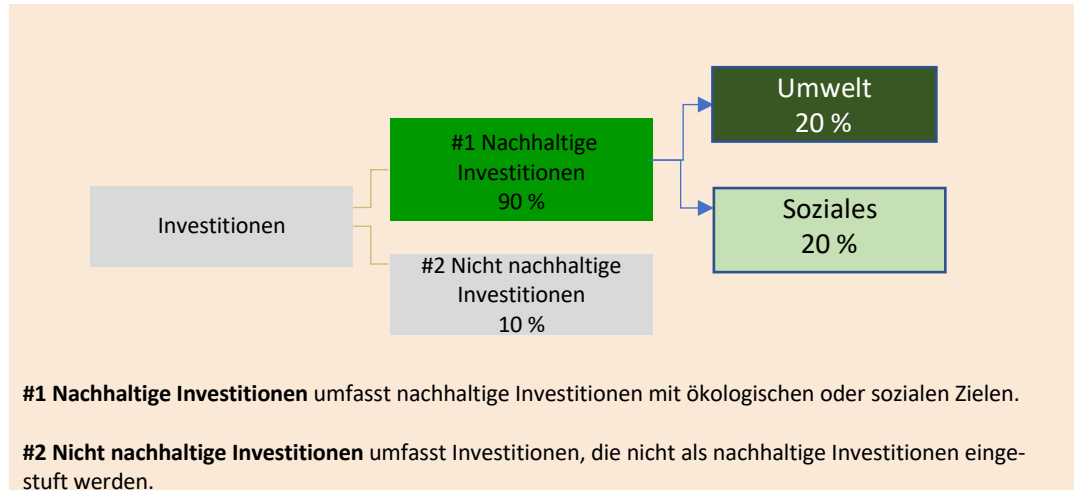 Umwelt
20 %
#1 Nachhaltige
Investitionen
90 %
Investitionen
Soziales
20 %
#2 Nicht nachhaltige
Investitionen
10 %
#1 Nachhaltige Investitionen umfasst nachhaltige Investitionen mit ökologischen oder sozialen Zielen.
#2 Nicht nachhaltige Investitionen umfasst Investitionen, die nicht als nachhaltige Investitionen einge-
stuft werden.